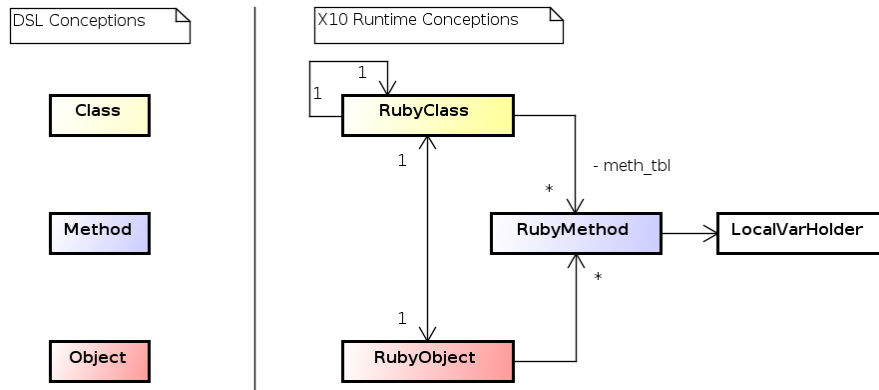 DSL Conceptions
X10 Runtime Conceptions
1
1
Class
RubyClass
1
- meth_tbl
*
Method
RubyMethod
LocalVarHolder
*
1
Object
RubyObject